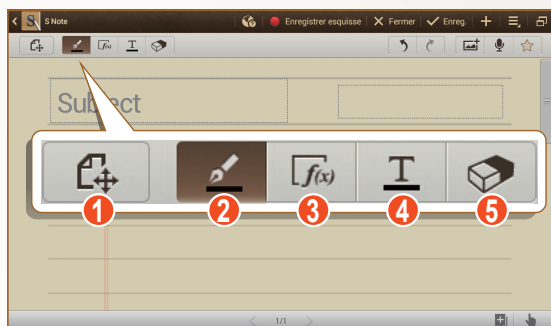 S S Note Enregistrer esquisse Fermer Enreg.
f(x) T
Subject
f(x) T
1 2 3 4 5
1/1